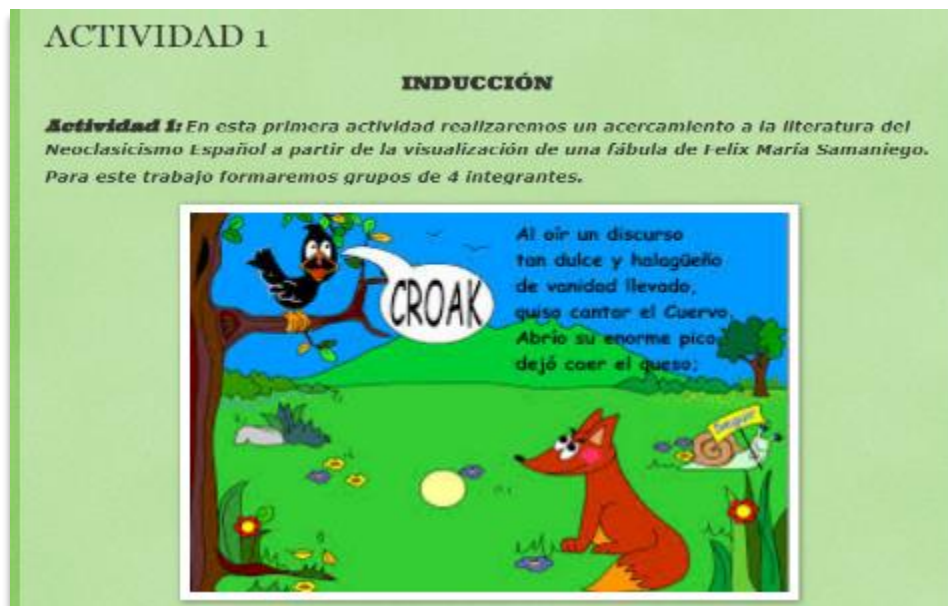 ACTIVIDAD 1
INDUCCIÓN
Actividad 1: En esta primera actividad realizaremos un acercamiento a la literatura del
Neoclasicismo Español a partir de la visualización de una fábula de Felix María Samaniego.
Para este trabajo formaremos grupos de 4 integrantes.
Al oír un discurso
tan dulce y halagüeño
de vanidad llevado,
quiso cantar el Cuervo.
Abrio su enorme pico,
dejó caer el queso;
CROAK